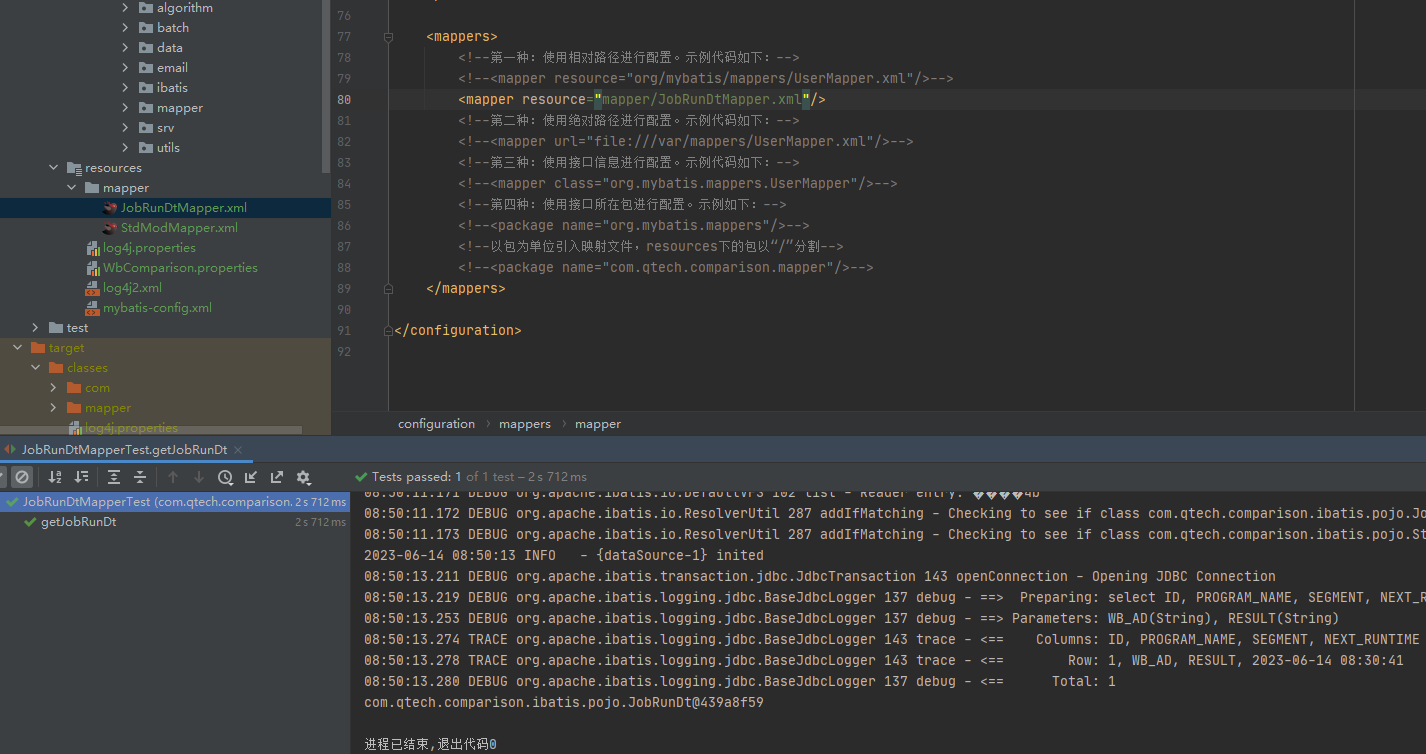 algorithm
batch
data
email
ibatis
mapper
srv
utils
resources
mapper
JobRunDtMapper.xml
StdModMapper.xml
log4j.properties
WbComparison.properties
log4j2.xml
mybatis-config.xml
test
target
classes
com
mapper
log4j.properties
76
77 <mappers>
78 <!--第一种: 使用相对路径进行配置。示例代码如下: -->
79 <!--<mapper resource="org/mybatis/mappers/UserMapper.xml"/>-->
80 <mapper resource="mapper/JobRunDtMapper.xml"/>
81 <!--第二种: 使用绝对路径进行配置。示例代码如下: -->
82 <!--<mapper url="file:///var/mappers/UserMapper.xml"/>-->
83 <!--第三种: 使用接口信息进行配置。示例代码如下: -->
84 <!--<mapper class="org.mybatis.mappers.UserMapper"/>-->
85 <!--第四种: 使用接口所在包进行配置。示例如下: -->
86 <!--<package name="org.mybatis.mappers"/>-->
87 <!--以包为单位引入映射文件，resources下的包以“/”分割-->
88 <!--<package name="com.qtech.comparison.mapper"/>-->
89 </mappers>
90
91 </configuration>
92
configuration › mappers › mapper
JobRunDtMapperTest.getJobRunDt ×
Tests passed: 1 of 1 test – 2 s 712 ms
JobRunDtMapperTest (com.qtech.comparison. 2 s 712 ms
getJobRunDt 2 s 712 ms
08:50:11.171 DEBUG org.apache.ibatis.io.DefaultVFS 102 list - Reader entry: ����4b
08:50:11.172 DEBUG org.apache.ibatis.io.ResolverUtil 287 addIfMatching - Checking to see if class com.qtech.comparison.ibatis.pojo.Jo
08:50:11.173 DEBUG org.apache.ibatis.io.ResolverUtil 287 addIfMatching - Checking to see if class com.qtech.comparison.ibatis.pojo.St
2023-06-14 08:50:13 INFO - {dataSource-1} inited
08:50:13.211 DEBUG org.apache.ibatis.transaction.jdbc.JdbcTransaction 143 openConnection - Opening JDBC Connection
08:50:13.219 DEBUG org.apache.ibatis.logging.jdbc.BaseJdbcLogger 137 debug - ==> Preparing: select ID, PROGRAM_NAME, SEGMENT, NEXT_R
08:50:13.253 DEBUG org.apache.ibatis.logging.jdbc.BaseJdbcLogger 137 debug - ==> Parameters: WB_AD(String), RESULT(String)
08:50:13.274 TRACE org.apache.ibatis.logging.jdbc.BaseJdbcLogger 143 trace - <== Columns: ID, PROGRAM_NAME, SEGMENT, NEXT_RUNTIME
08:50:13.278 TRACE org.apache.ibatis.logging.jdbc.BaseJdbcLogger 143 trace - <== Row: 1, WB_AD, RESULT, 2023-06-14 08:30:41
08:50:13.280 DEBUG org.apache.ibatis.logging.jdbc.BaseJdbcLogger 137 debug - <== Total: 1
com.qtech.comparison.ibatis.pojo.JobRunDt@439a8f59
进程已结束,退出代码0